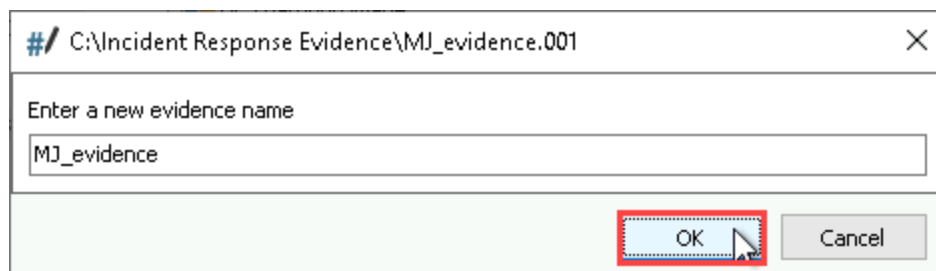 #/ C:\Incident Response Evidence\MJ_evidence.001
Enter a new evidence name
MJ_evidence
OK
Cancel